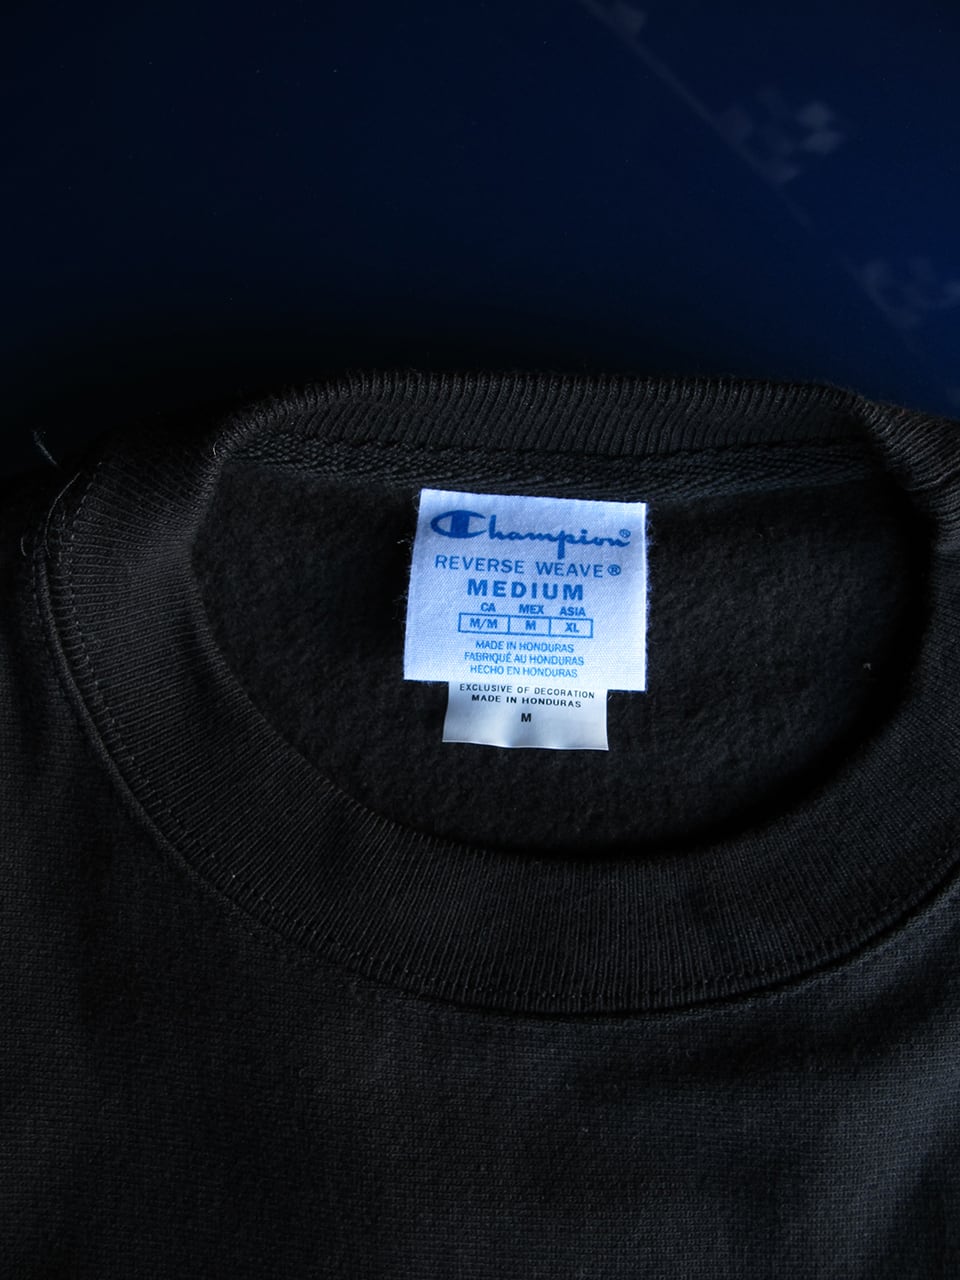 Champion®
REVERSE WEAVE®
MEDIUM
CA MEX ASIA
M/M M XL
MADE IN HONDURAS
FABRIQUÉ AU HONDURAS
HECHO EN HONDURAS
EXCLUSIVE OF DECORATION
MADE IN HONDURAS
M